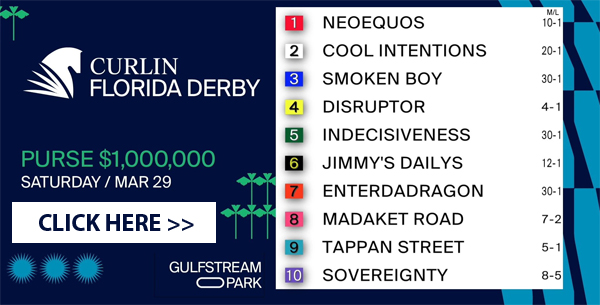 CURLIN
FLORIDA DERBY
PURSE $1,000,000
SATURDAY / MAR 29
CLICK HERE >>
GULFSTREAM
PARK
M/L
1 NEOEQUOS 10-1
2 COOL INTENTIONS 20-1
3 SMOKEN BOY 30-1
4 DISRUPTOR 4-1
5 INDECISIVENESS 30-1
6 JIMMY'S DAILYS 12-1
7 ENTERDADRAGON 30-1
8 MADAKET ROAD 7-2
9 TAPPAN STREET 5-1
10 SOVEREIGNTY 8-5